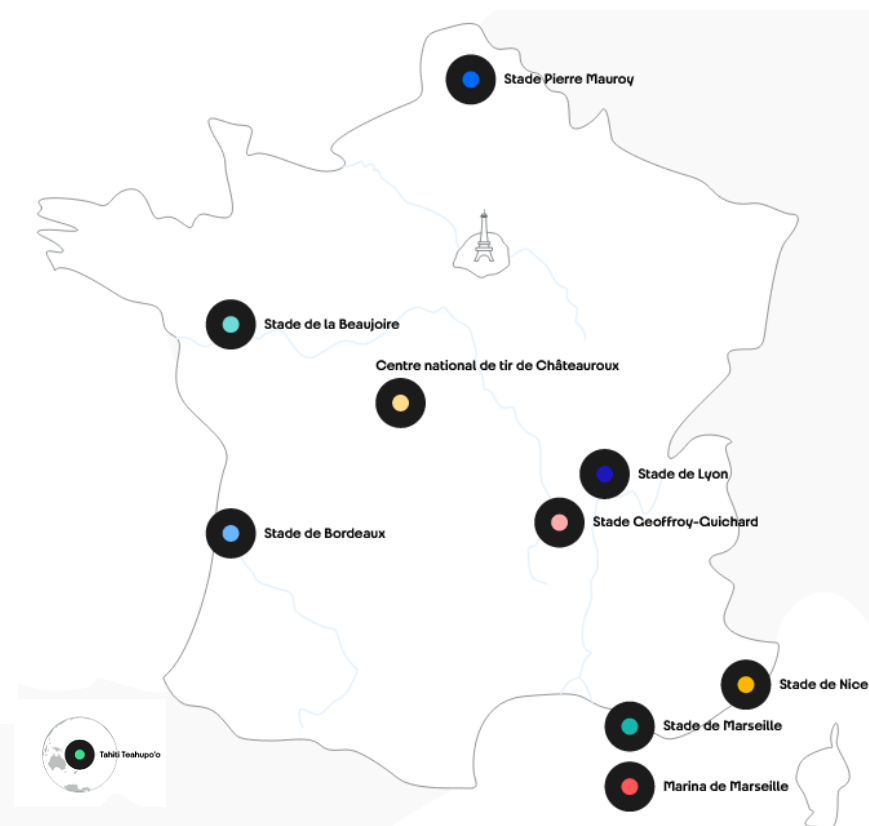 Stade Pierre Mauroy
Stade de la Beaujoire
Centre national de tir de Châteauroux
Stade de Lyon
Stade Geoffroy-Guichard
Stade de Bordeaux
Stade de Nice
Stade de Marseille
Tahiti Teahupo'o
Marina de Marseille